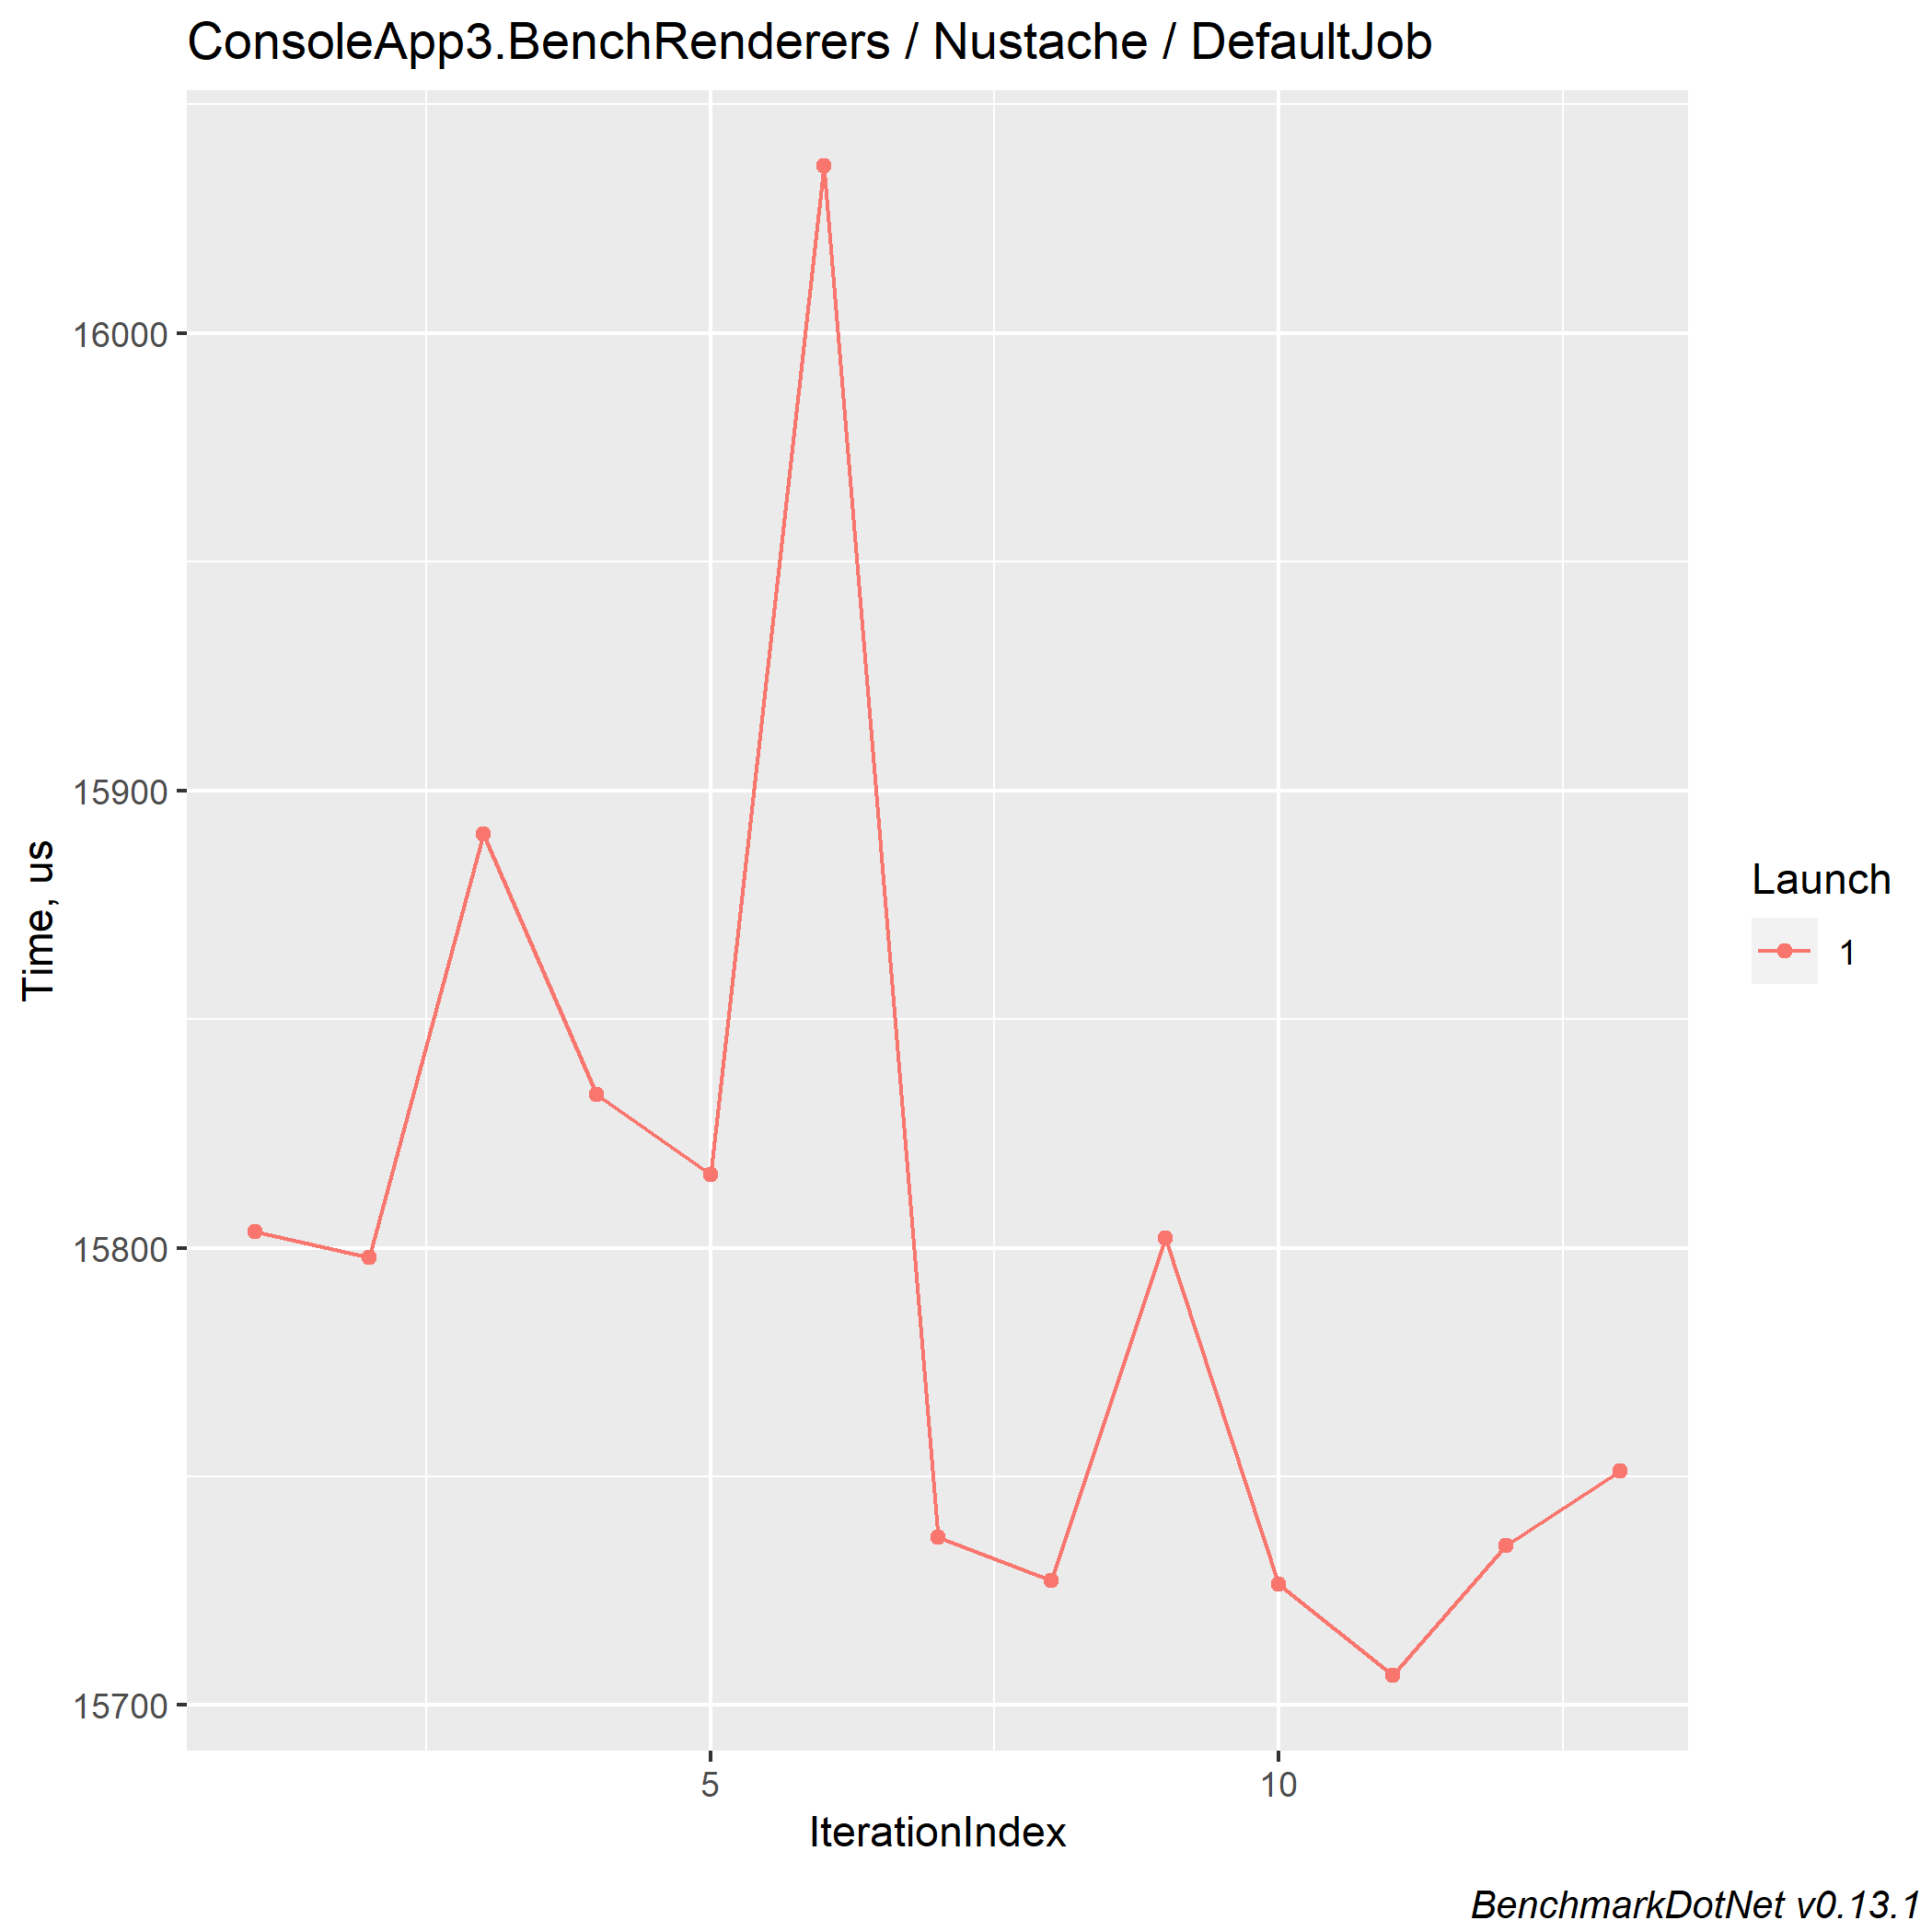 ConsoleApp3.BenchRenderers / Nustache / DefaultJob
16000
15900
15800
15700
Time, us
5
10
IterationIndex
Launch
1
BenchmarkDotNet v0.13.1